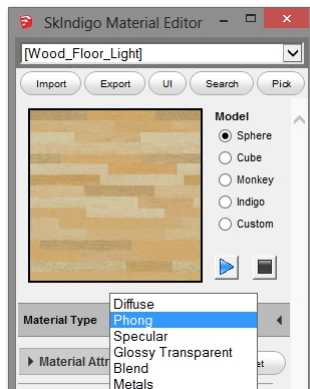 SkIndigo Material Editor
[Wood_Floor_Light]
Import Export UI Search Pick
Model
Sphere
Cube
Monkey
Indigo
Custom
Diffuse
Material Type Phong
Specular
Glossy Transparent
Material Attr
Blend
Metals